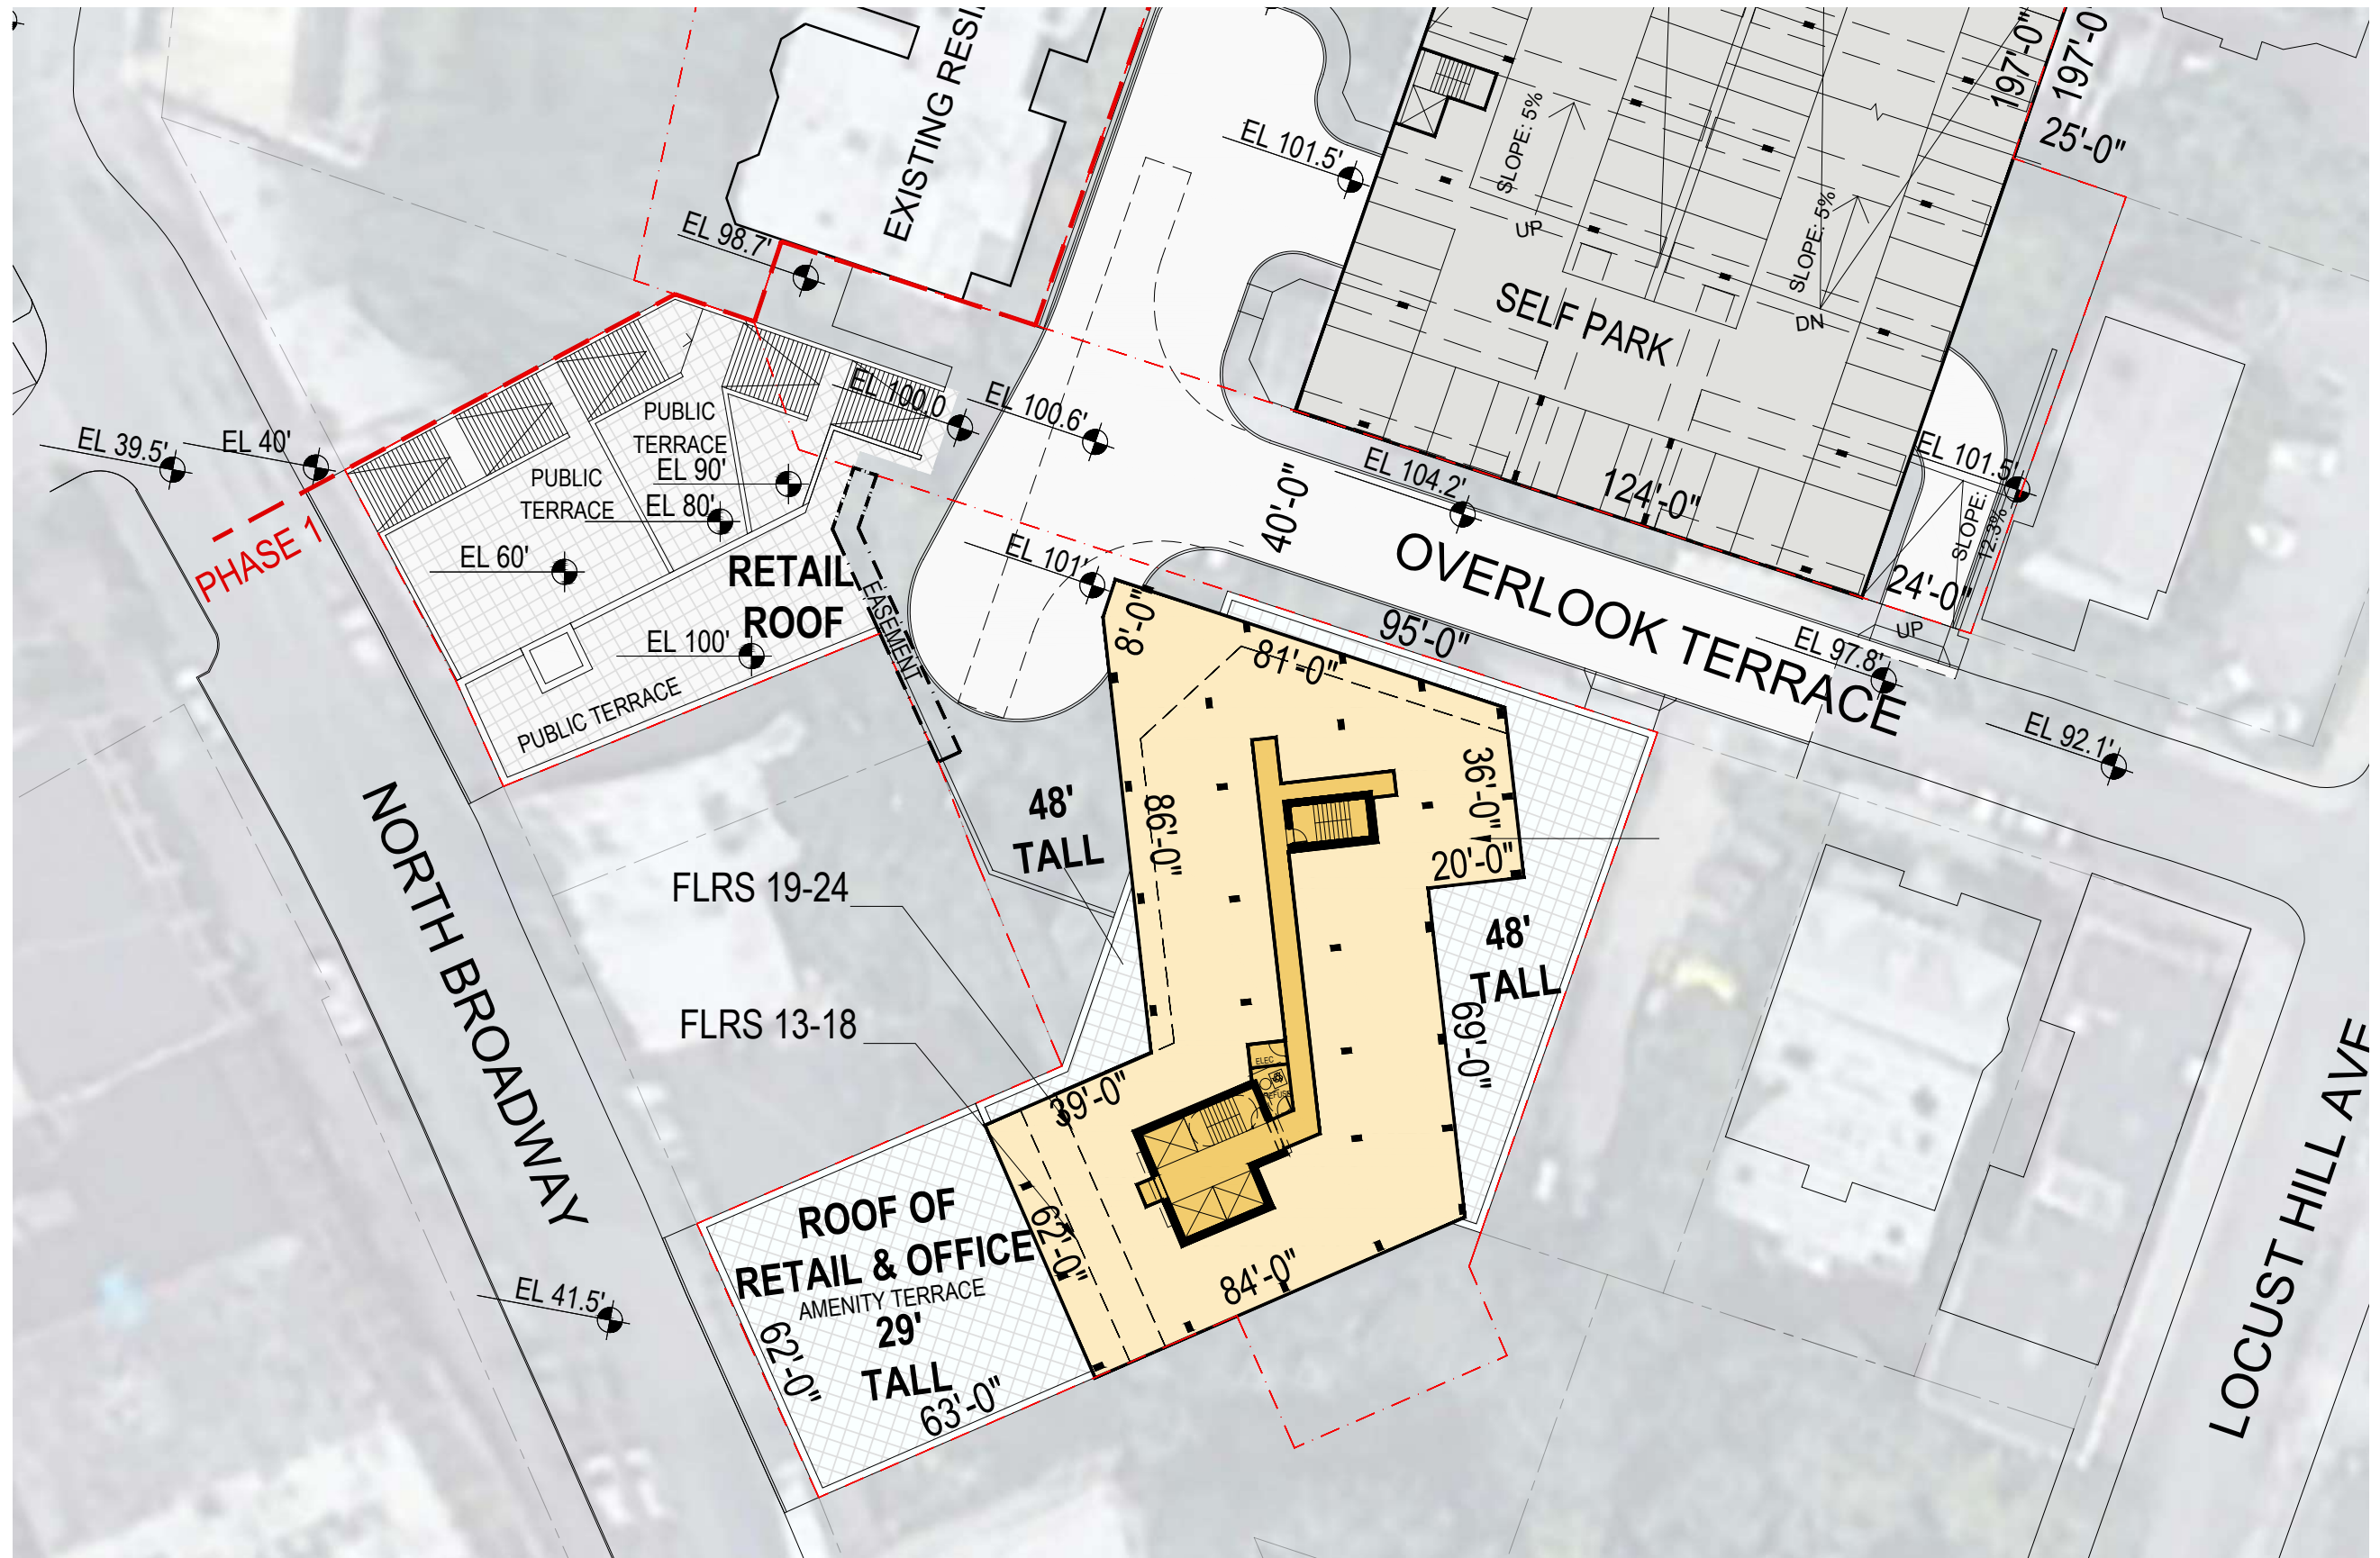 EXISTING RESI
197'-0"
197'-0
25'-0"
EL 101.5'
SLOPE: 5%
SLOPE: 5%
UP
DN
SELF PARK
EL 98.7'
EL 100.0
EL 100.6'
PUBLIC
TERRACE
EL 90'
PUBLIC
TERRACE
EL 80'
EL 60'
EL 39.5'
EL 40'
PHASE 1
RETAIL
ROOF
EL 100'
PUBLIC TERRACE
EASEMENT
EL 101'
40'-0"
EL 104.2'
124'-0"
EL 101.5'
SLOPE:
12.3%
24'-0"
UP
OVERLOOK TERRACE
EL 97.8'
EL 92.1'
8'-0"
81'-0"
95'-0"
36'-0"
20'-0"
86'-0"
48'
TALL
48'
TALL
69'-0"
FLRS 19-24
FLRS 13-18
39'-0"
ELEC
REFUSE
62'-0"
84'-0"
ROOF OF
RETAIL & OFFICE
AMENITY TERRACE
29'
TALL
62'-0"
63'-0"
EL 41.5'
NORTH BROADWAY
LOCUST HILL AVE